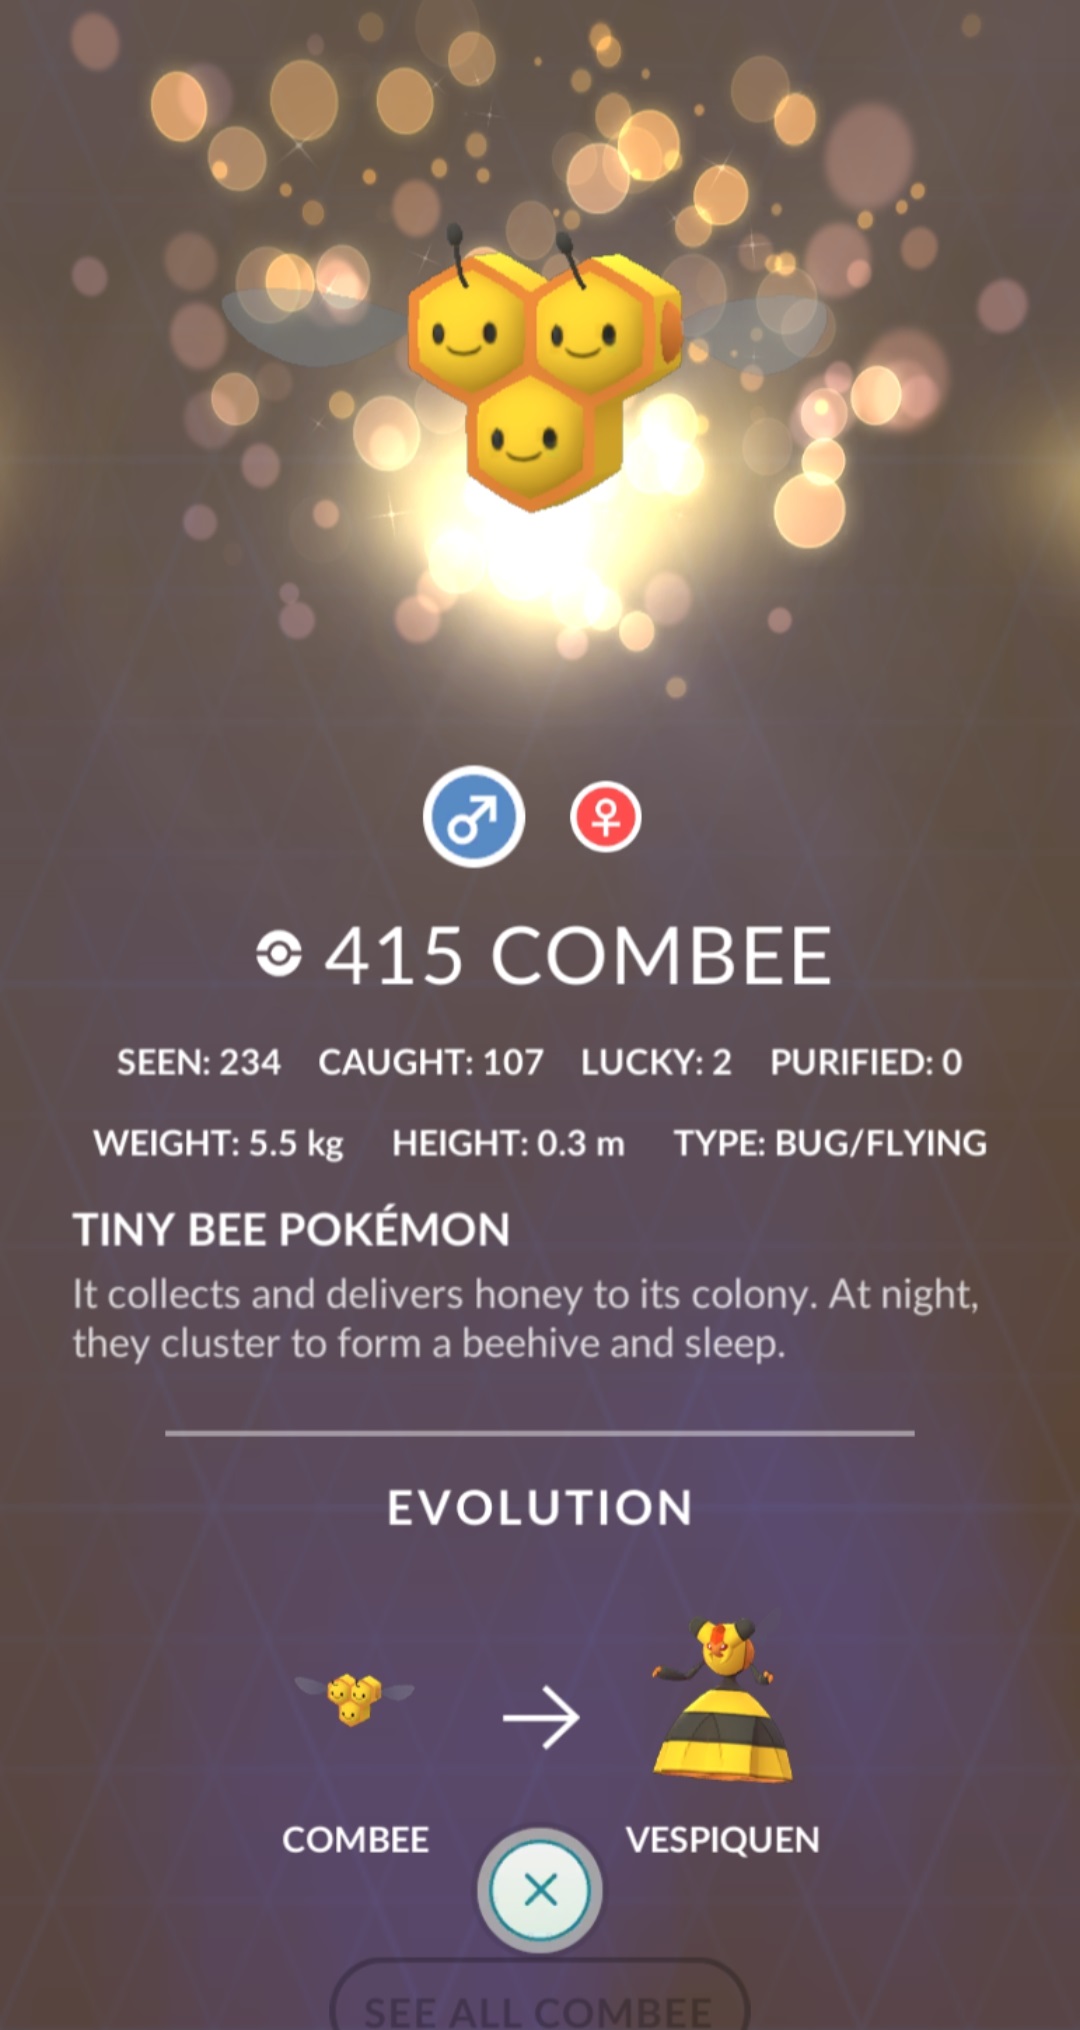 415 COMBEE
SEEN: 234 CAUGHT: 107 LUCKY: 2 PURIFIED: 0
WEIGHT: 5.5 kg HEIGHT: 0.3 m TYPE: BUG/FLYING
TINY BEE POKÉMON
It collects and delivers honey to its colony. At night,
they cluster to form a beehive and sleep.
EVOLUTION
COMBEE VESPIQUEN
SEE ALL COMBEE